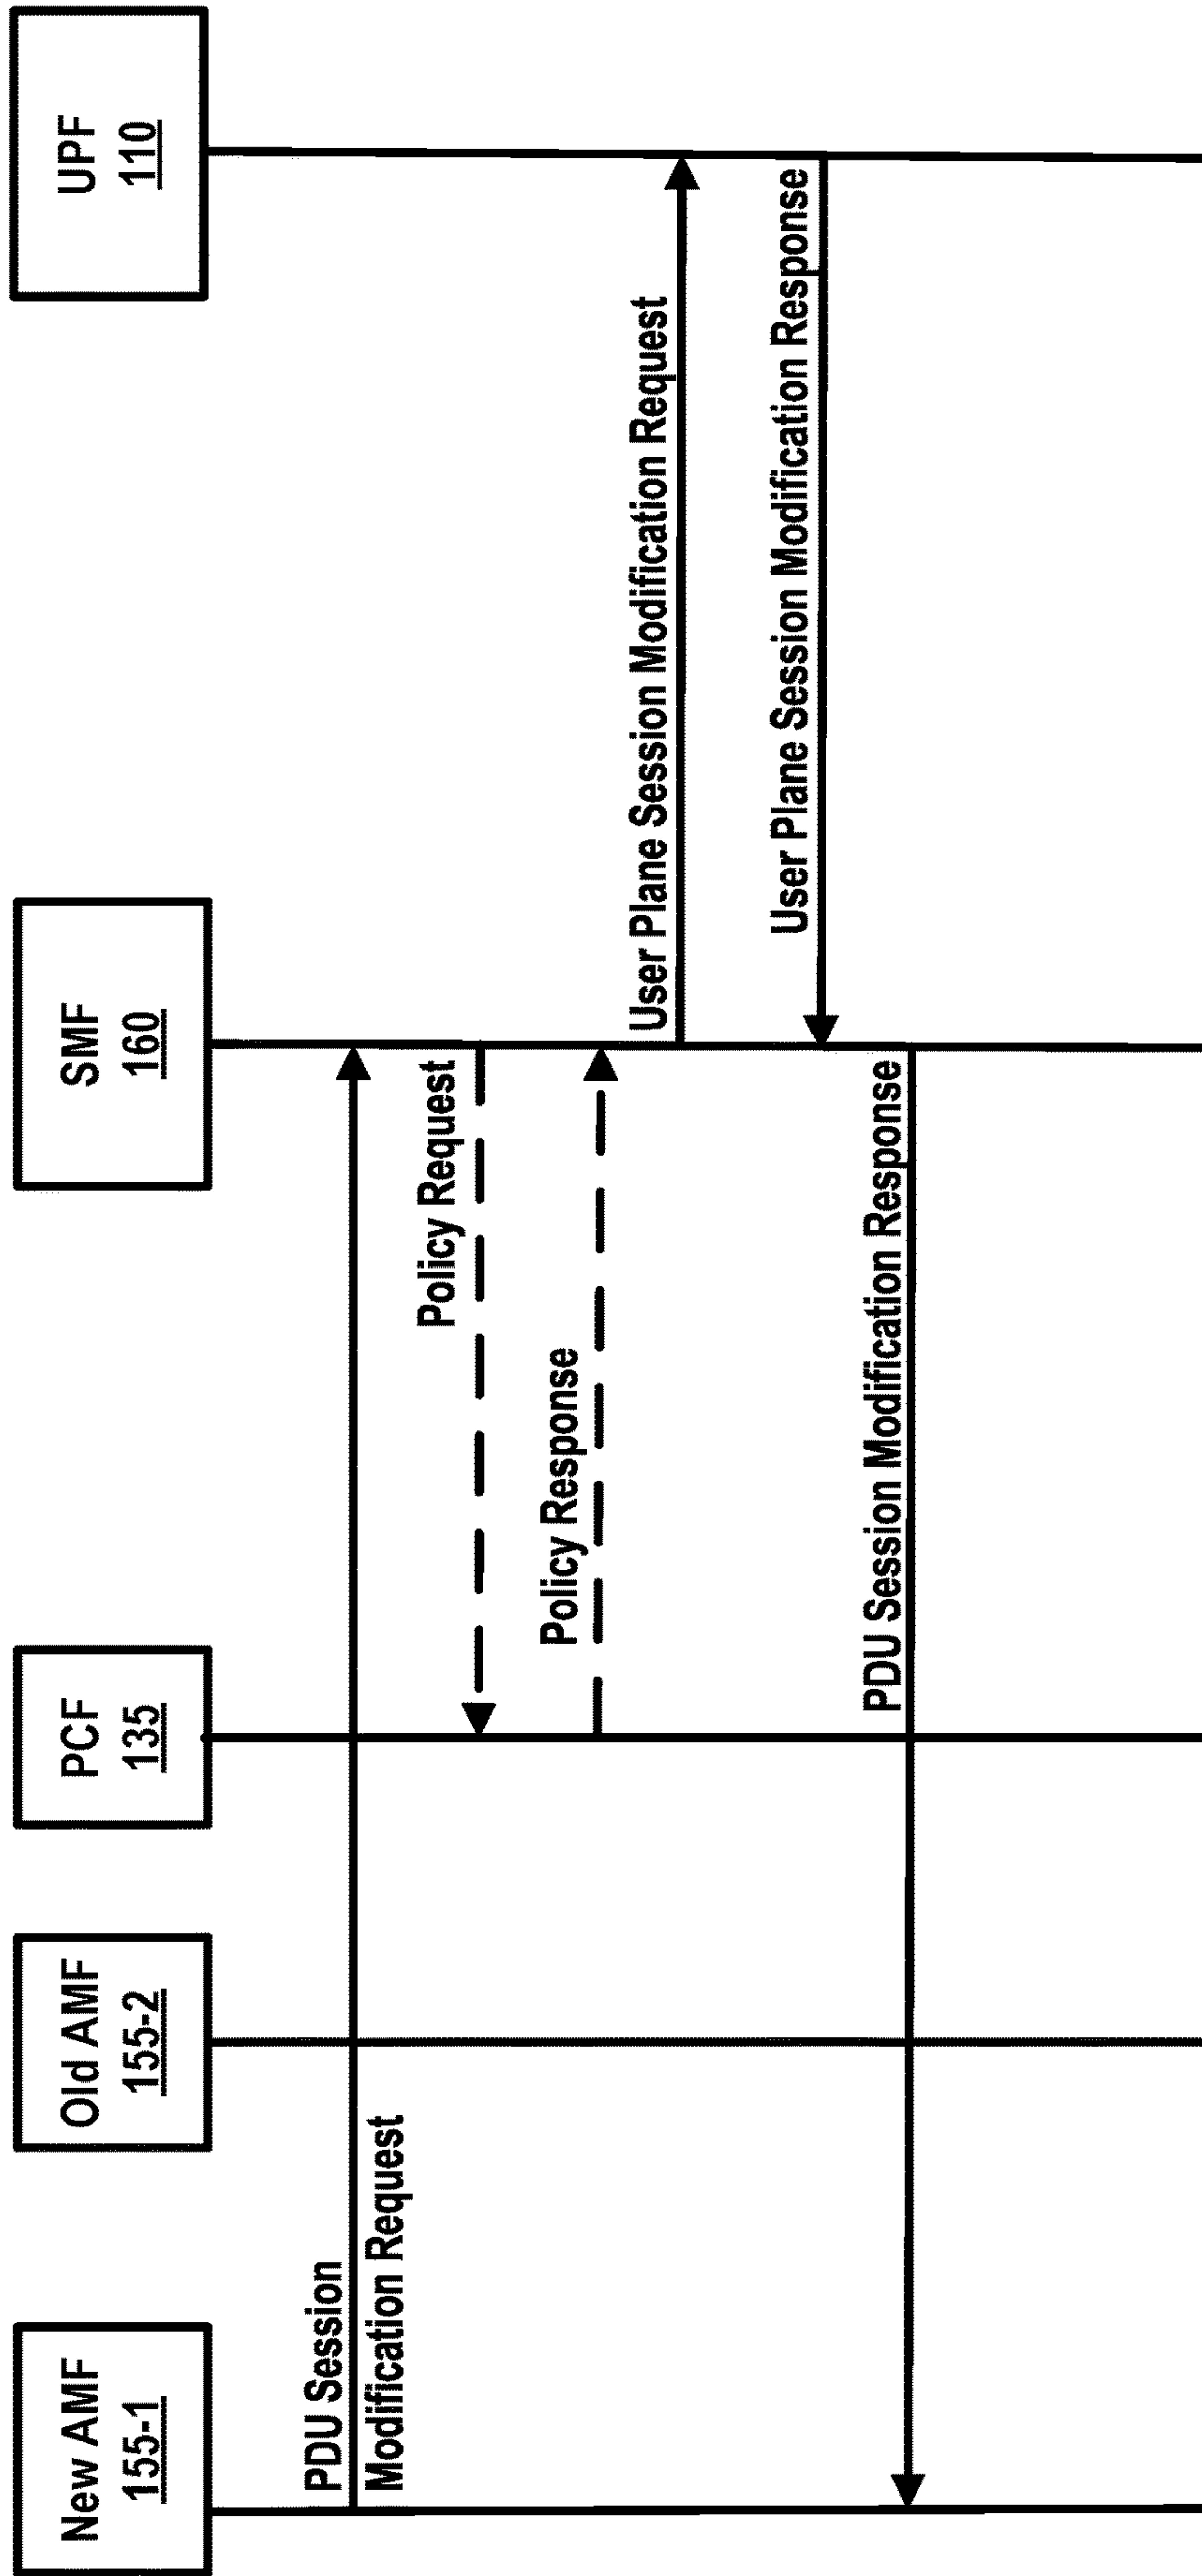 New AMF
155-1
Old AMF
155-2
PCF
135
SMF
160
UPF
110
PDU Session
Modification Request
Policy Request
Policy Response
User Plane Session Modification Request
User Plane Session Modification Response
PDU Session Modification Response